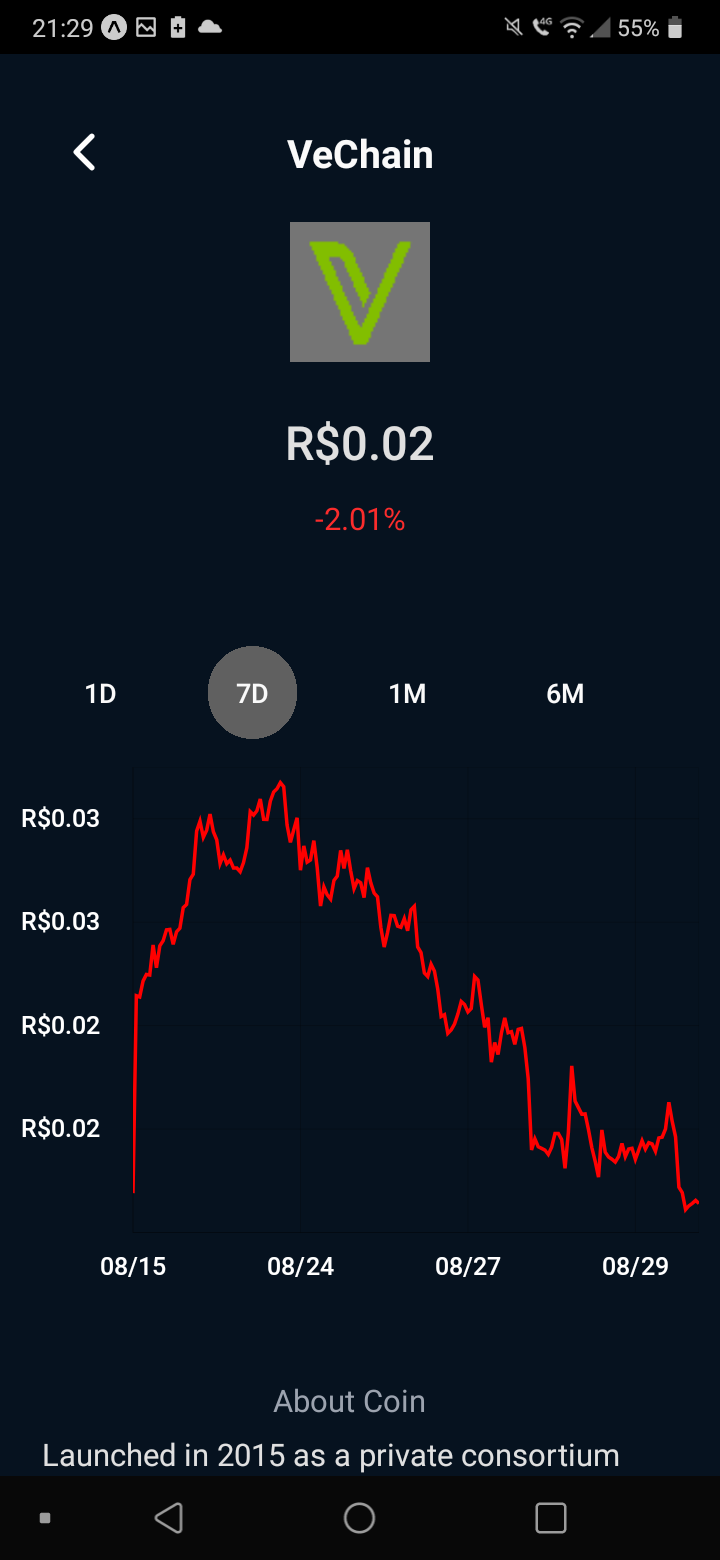 21:29 4G 55%
VeChain
R$0.02
-2.01%
1D 7D 1M 6M
R$0.03
R$0.03
R$0.02
R$0.02
08/15 08/24 08/27 08/29
About Coin
Launched in 2015 as a private consortium